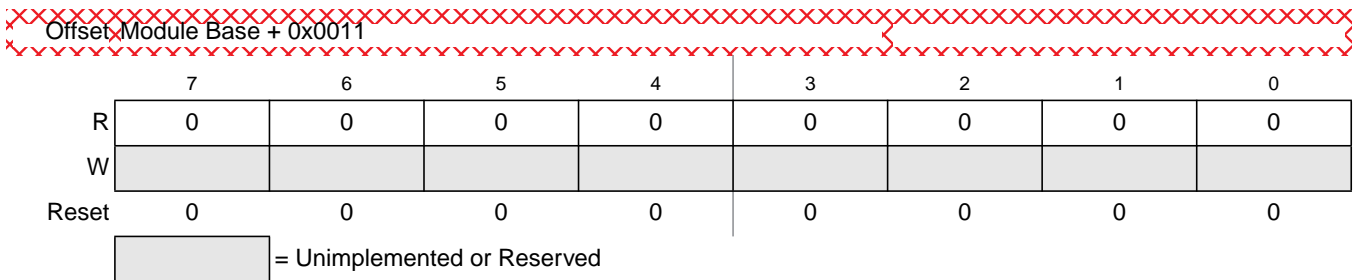 Offset Module Base + 0x0011
7 6 5 4 3 2 1 0
R 0 0 0 0 0 0 0 0
W
Reset 0 0 0 0 0 0 0 0
= Unimplemented or Reserved